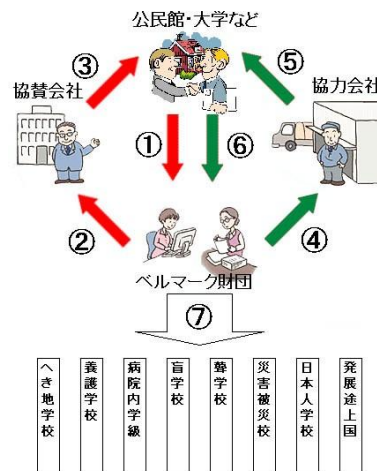 公民館・大学など
③
⑤
協賛会社
協力会社
①
⑥
②
④
ベルマーク財団
⑦
へき地学校
養護学校
病院内学級
盲学校
聾学校
災害被災校
日本人学校
発展途上国